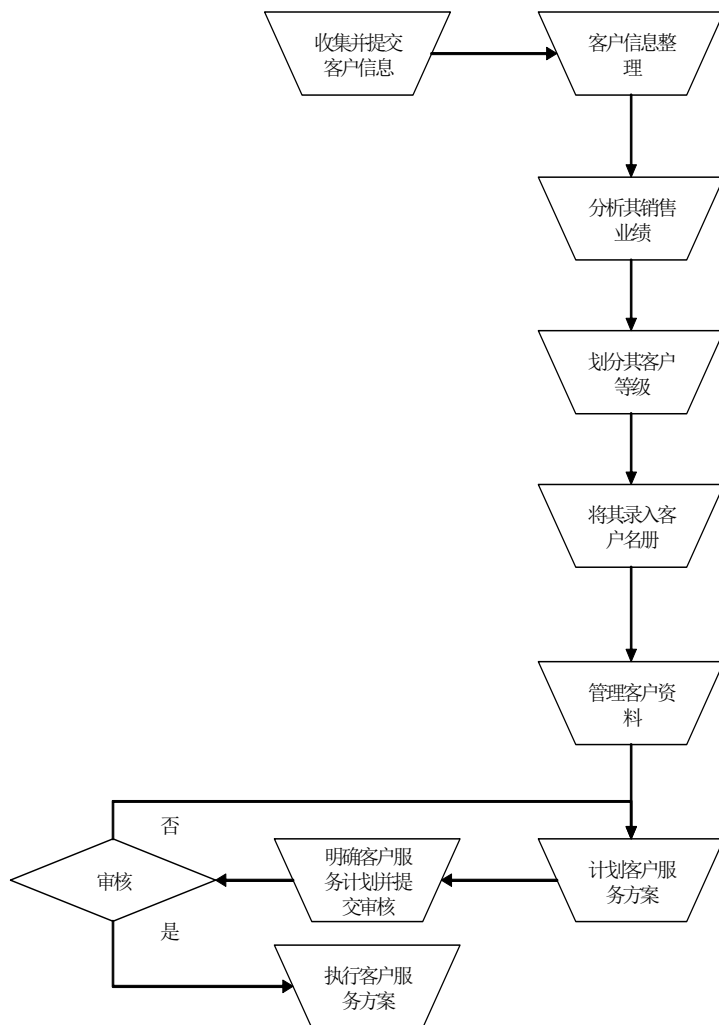 收集并提交
客户信息
客户信息整
理
分析其销售
业绩
划分其客户
等级
将其录入客
户名册
管理客户资
料
否
计划客户服
务方案
明确客户服
务计划并提
交审核
审核
是
执行客户服
务方案